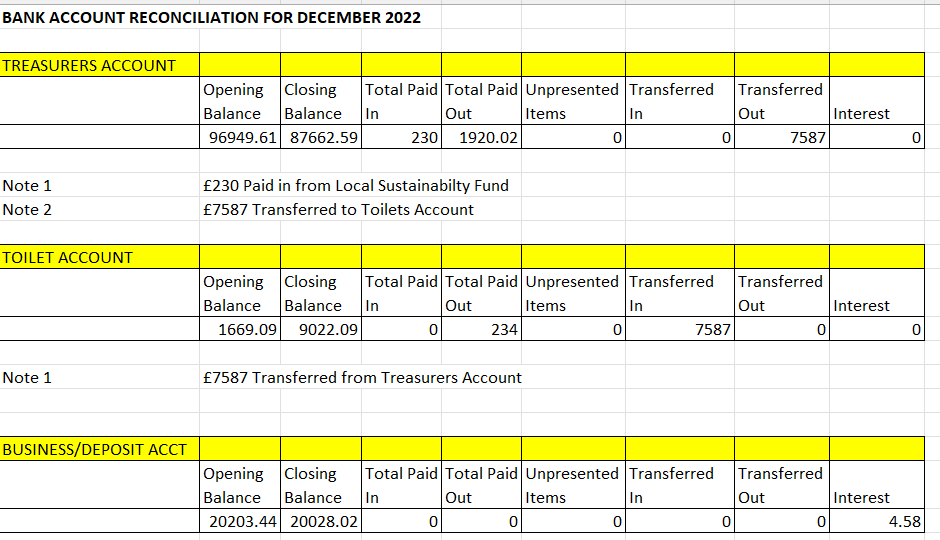 BANK ACCOUNT RECONCILIATION FOR DECEMBER 2022
TREASURERS ACCOUNT
Opening Balance Closing Balance Total Paid In Total Paid Out Unpresented Items Transferred In Transferred Out Interest
96949.61 87662.59 230 1920.02 0 0 7587 0
Note 1 £230 Paid in from Local Sustainabilty Fund
Note 2 £7587 Transferred to Toilets Account
TOILET ACCOUNT
Opening Balance Closing Balance Total Paid In Total Paid Out Unpresented Items Transferred In Transferred Out Interest
1669.09 9022.09 0 234 0 7587 0 0
Note 1 £7587 Transferred from Treasurers Account
BUSINESS/DEPOSIT ACCT
Opening Balance Closing Balance Total Paid In Total Paid Out Unpresented Items Transferred In Transferred Out Interest
20203.44 20028.02 0 0 0 0 0 4.58